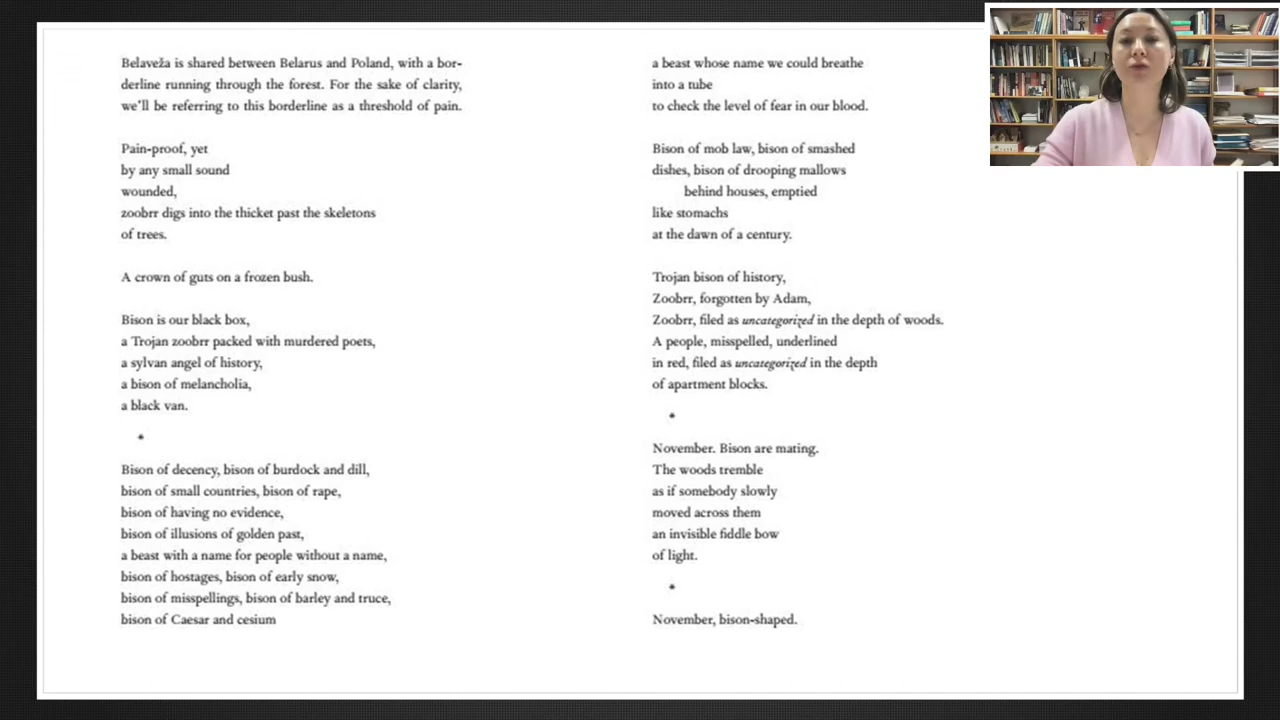 Belaveža is shared between Belarus and Poland, with a bor-
derline running through the forest. For the sake of clarity,
we'll be referring to this borderline as a threshold of pain.
Pain-proof, yet
by any small sound
wounded,
zoobrr digs into the thicket past the skeletons
of trees.
A crown of guts on a frozen bush.
Bison is our black box,
a Trojan zoobrr packed with murdered poets,
a sylvan angel of history,
a bison of melancholia,
a black van.
*
Bison of decency, bison of burdock and dill,
bison of small countries, bison of rape,
bison of having no evidence,
bison of illusions of golden past,
a beast with a name for people without a name,
bison of hostages, bison of early snow,
bison of misspellings, bison of barley and truce,
bison of Caesar and cesium
a beast whose name we could breathe
into a tube
to check the level of fear in our blood.
Bison of mob law, bison of smashed
dishes, bison of drooping mallows
behind houses, emptied
like stomachs
at the dawn of a century.
Trojan bison of history,
Zoobrr, forgotten by Adam,
Zoobrr, filed as uncategorized in the depth of woods.
A people, misspelled, underlined
in red, filed as uncategorized in the depth
of apartment blocks.
*
November. Bison are mating.
The woods tremble
as if somebody slowly
moved across them
an invisible fiddle bow
of light.
*
November, bison-shaped.